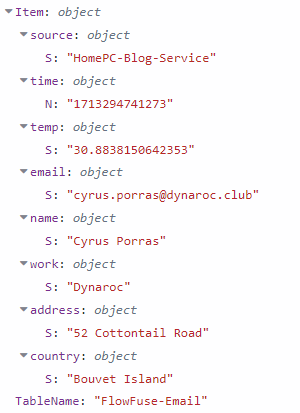 Item: object
source: object
S: "HomePC-Blog-Service"
time: object
N: "1713294741273"
temp: object
S: "30.8838150642353"
email: object
S: "cyrus.porras@dynaroc.club"
name: object
S: "Cyrus Porras"
work: object
S: "Dynaroc"
address: object
S: "52 Cottontail Road"
country: object
S: "Bouvet Island"
TableName: "FlowFuse-Email"